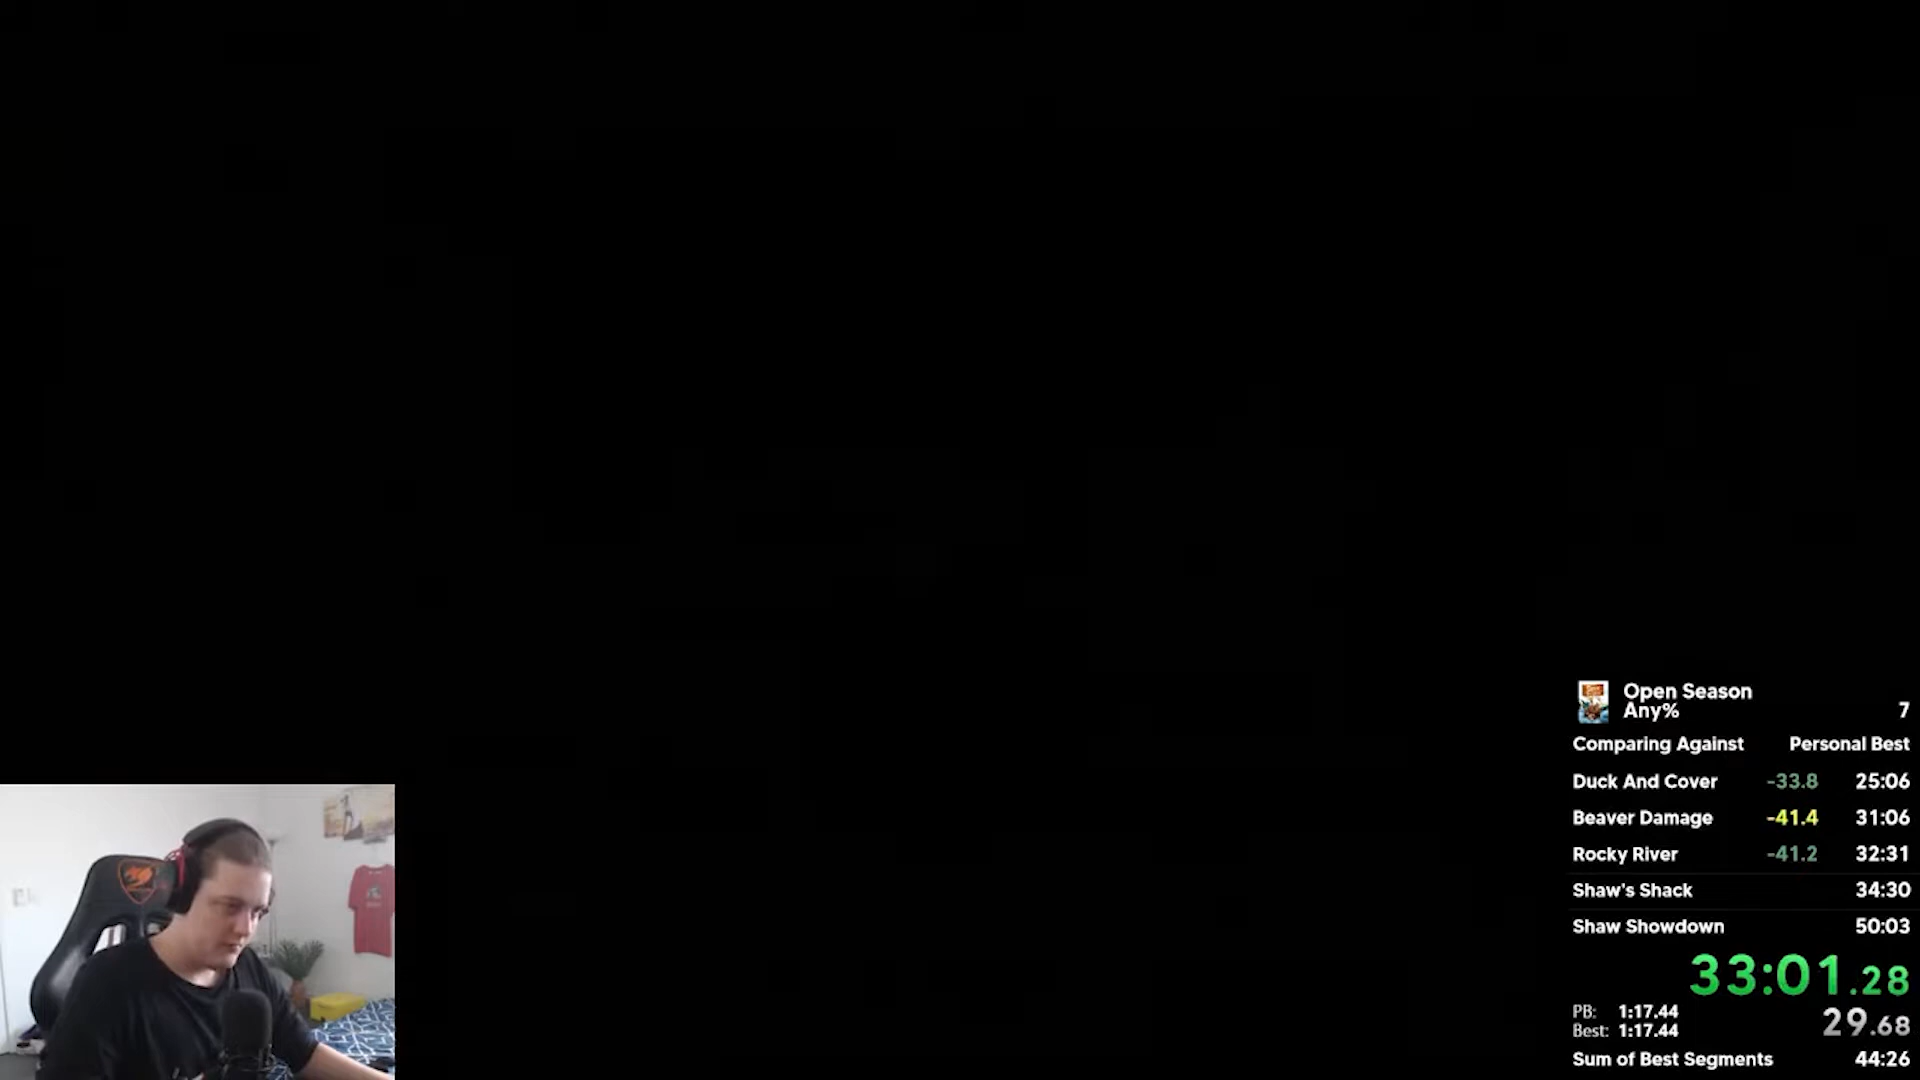 Open Season
Any% 7
Comparing Against Personal Best
Duck And Cover -33.8 25:06
Beaver Damage -41.4 31:06
Rocky River -41.2 32:31
Shaw's Shack 34:30
Shaw Showdown 50:03
33:01.28
PB: 1:17.44
Best: 1:17.44
29.68
Sum of Best Segments 44:26